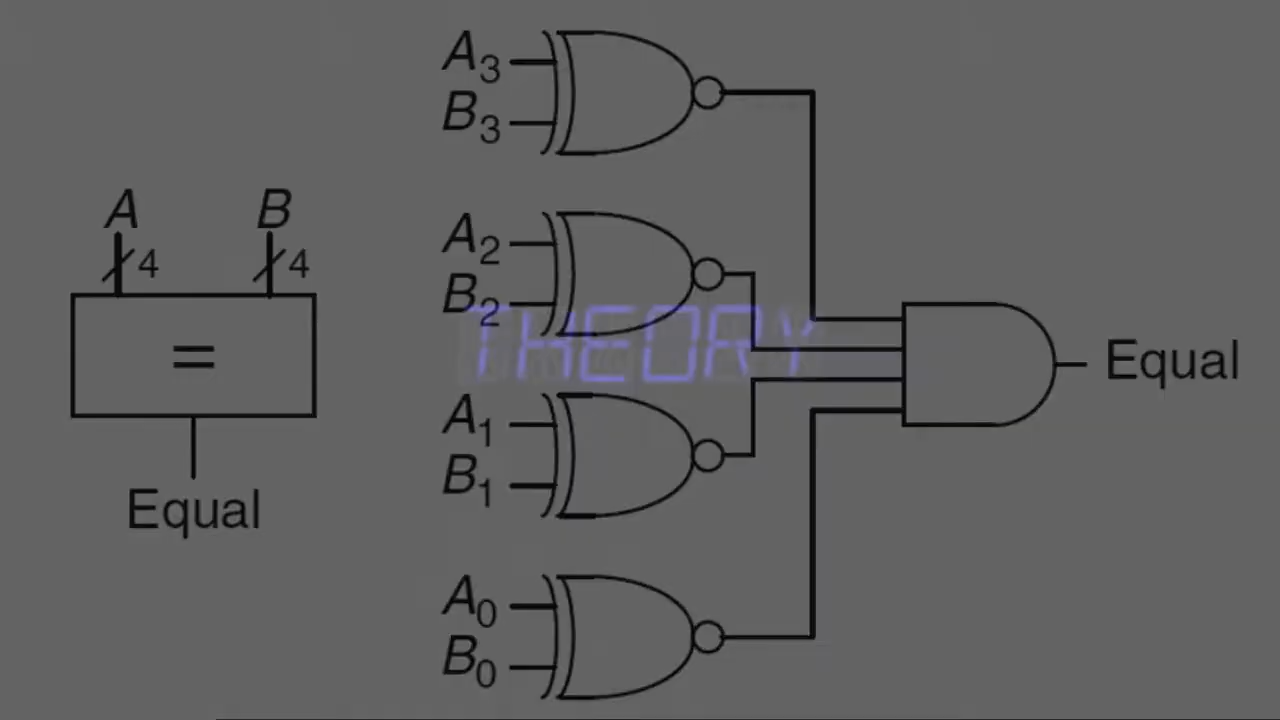 A B
4 4
=
Equal
A3
B3
A2
B2
THEORY
A1
B1
A0
B0
Equal